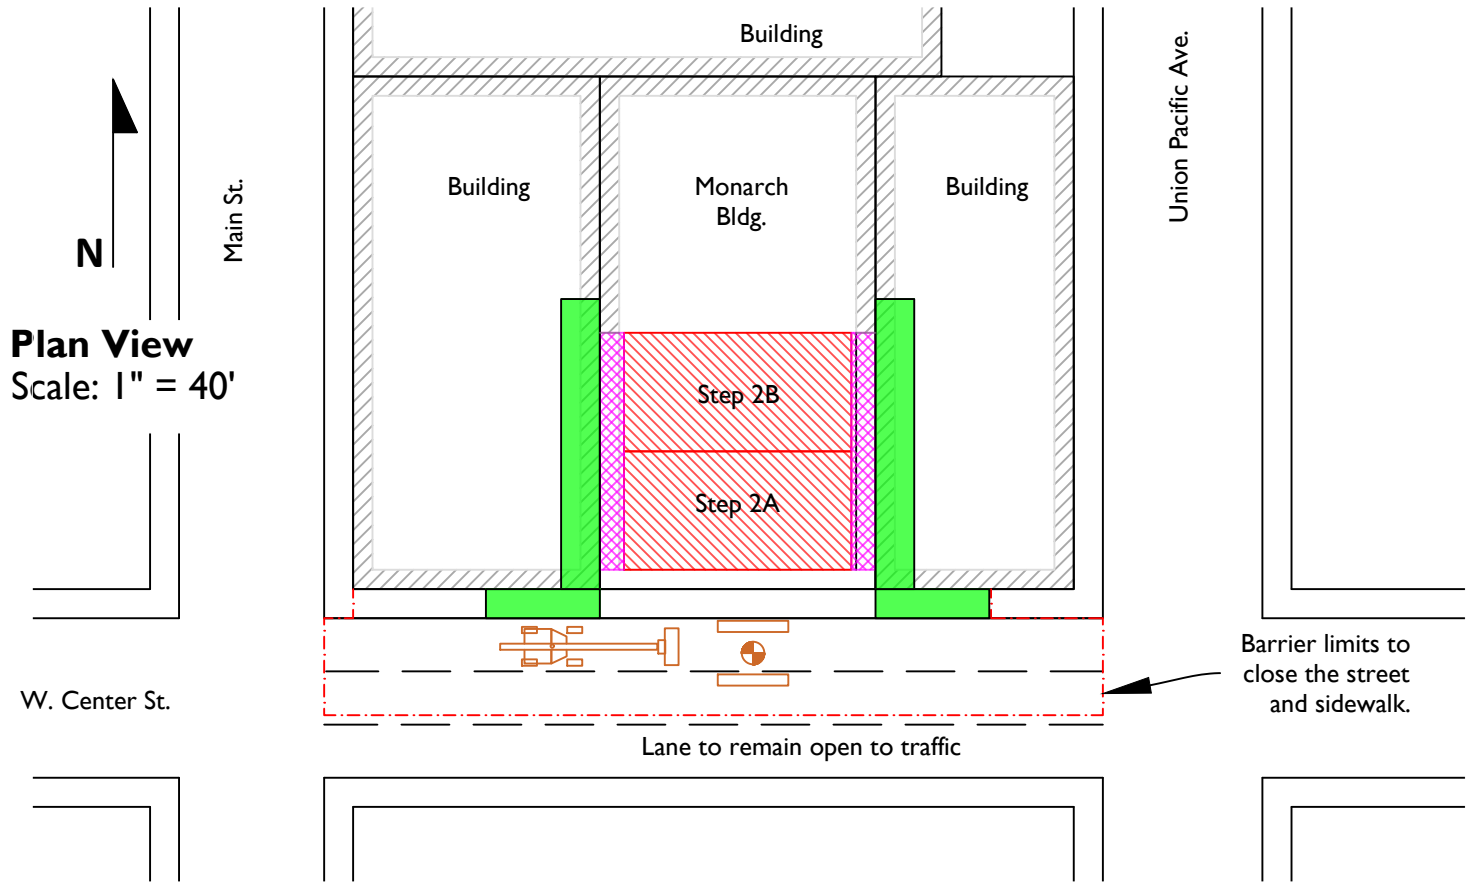 Building
Union Pacific Ave.
Building
Monarch
Bldg.
Building
Main St.
N
Plan View
Scale: 1" = 40'
Step 2B
Step 2A
Barrier limits to
close the street
and sidewalk.
W. Center St.
Lane to remain open to traffic